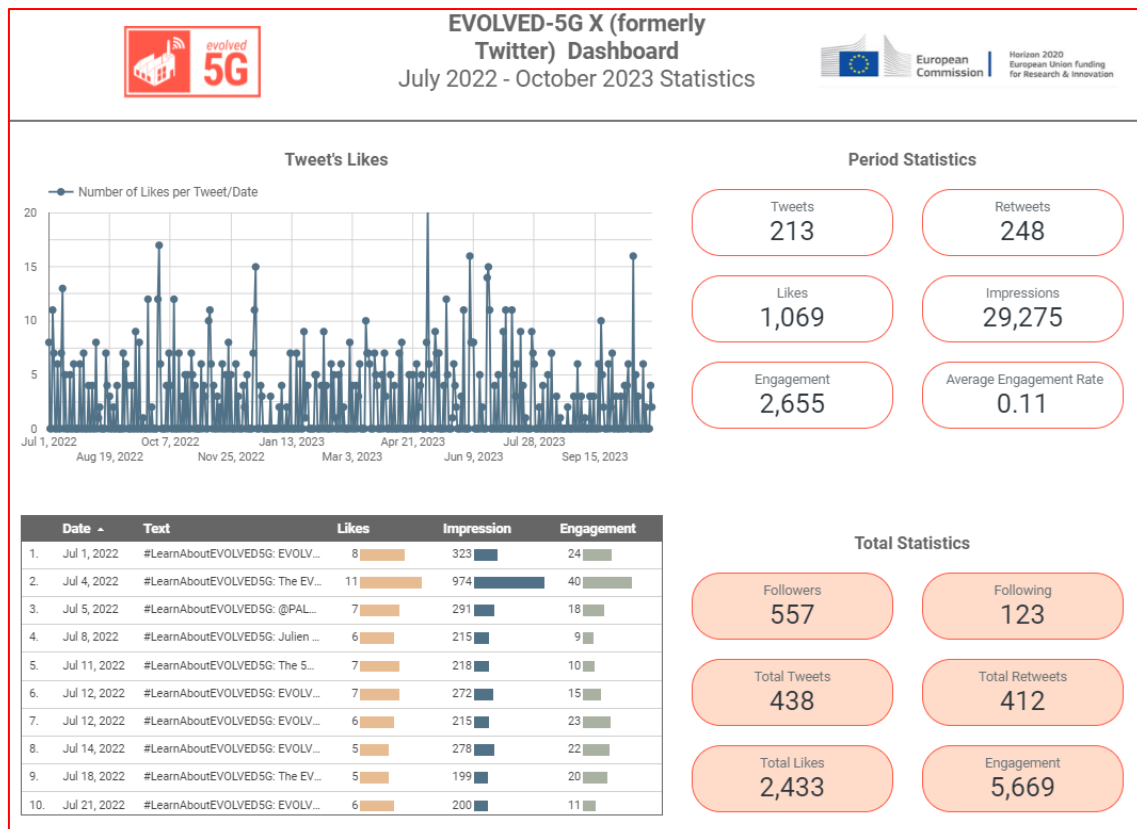 evolved
5G
EVOLVED-5G X (formerly
Twitter) Dashboard
July 2022 - October 2023 Statistics
European
Commission
Horizon 2020
European Union funding
for Research & Innovation
Tweet's Likes
Number of Likes per Tweet/Date
20
15
10
5
0
Jul 1, 2022
Aug 19, 2022
Oct 7, 2022
Nov 25, 2022
Jan 13, 2023
Mar 3, 2023
Apr 21, 2023
Jun 9, 2023
Jul 28, 2023
Sep 15, 2023
Period Statistics
Tweets
213
Retweets
248
Likes
1,069
Impressions
29,275
Engagement
2,655
Average Engagement Rate
0.11
Date Text Likes Impression Engagement
1. Jul 1, 2022 #LearnAboutEVOLVED5G: EVOLV... 8 323 24
2. Jul 4, 2022 #LearnAboutEVOLVED5G: The EV... 11 974 40
3. Jul 5, 2022 #LearnAboutEVOLVED5G: @PAL... 7 291 18
4. Jul 8, 2022 #LearnAboutEVOLVED5G: Julien ... 6 215 9
5. Jul 11, 2022 #LearnAboutEVOLVED5G: The 5... 7 218 10
6. Jul 12, 2022 #LearnAboutEVOLVED5G: EVOLV... 7 272 15
7. Jul 12, 2022 #LearnAboutEVOLVED5G: EVOLV... 6 215 23
8. Jul 14, 2022 #LearnAboutEVOLVED5G: EVOLV... 5 278 22
9. Jul 18, 2022 #LearnAboutEVOLVED5G: The EV... 5 199 20
10. Jul 21, 2022 #LearnAboutEVOLVED5G: EVOLV... 6 200 11
Total Statistics
Followers
557
Following
123
Total Tweets
438
Total Retweets
412
Total Likes
2,433
Engagement
5,669